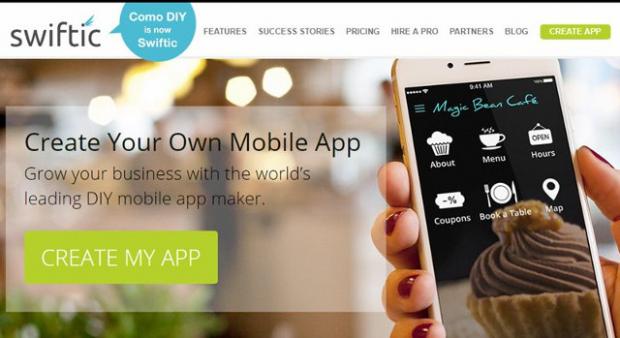 swiftic
Como DIY
is now
Swiftic
FEATURES SUCCESS STORIES PRICING HIRE A PRO PARTNERS BLOG CREATE APP
Create Your Own Mobile App
Grow your business with the world's
leading DIY mobile app maker.
CREATE MY APP
9:41 AM
Magic Bean Café
About Menu OPEN Hours
-%
Coupons Book a Table Map